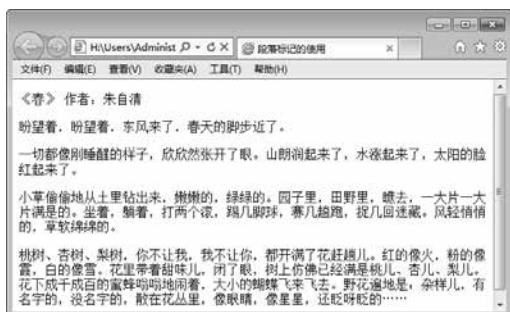 H:\Users\Administ
段落标记的使用
文件(F) 编辑(E) 查看(V) 收藏夹(A) 工具(T) 帮助(H)
《春》 作者：朱自清
盼望着，盼望着，东风来了，春天的脚步近了。
一切都像刚睡醒的样子，欣欣然张开了眼。山朗润起来了，水涨起来了，太阳的脸
红起来了。
小草偷偷地从土里钻出来，嫩嫩的，绿绿的。园子里，田野里，瞧去，一大片一大
片满是的。坐着，躺着，打两个滚，踢几脚球，赛几趟跑，捉几回迷藏。风轻悄悄
的，草软绵绵的。
桃树、杏树、梨树，你不让我，我不让你，都开满了花赶趟儿。红的像火，粉的像
霞，白的像雪。花里带着甜味儿，闭了眼，树上仿佛已经满是桃儿、杏儿、梨儿。
花下成千成百的蜜蜂嗡嗡地闹着，大小的蝴蝶飞来飞去。野花遍地是：杂样儿，有
名字的，没名字的，散在花丛里，像眼睛，像星星，还眨呀眨的……